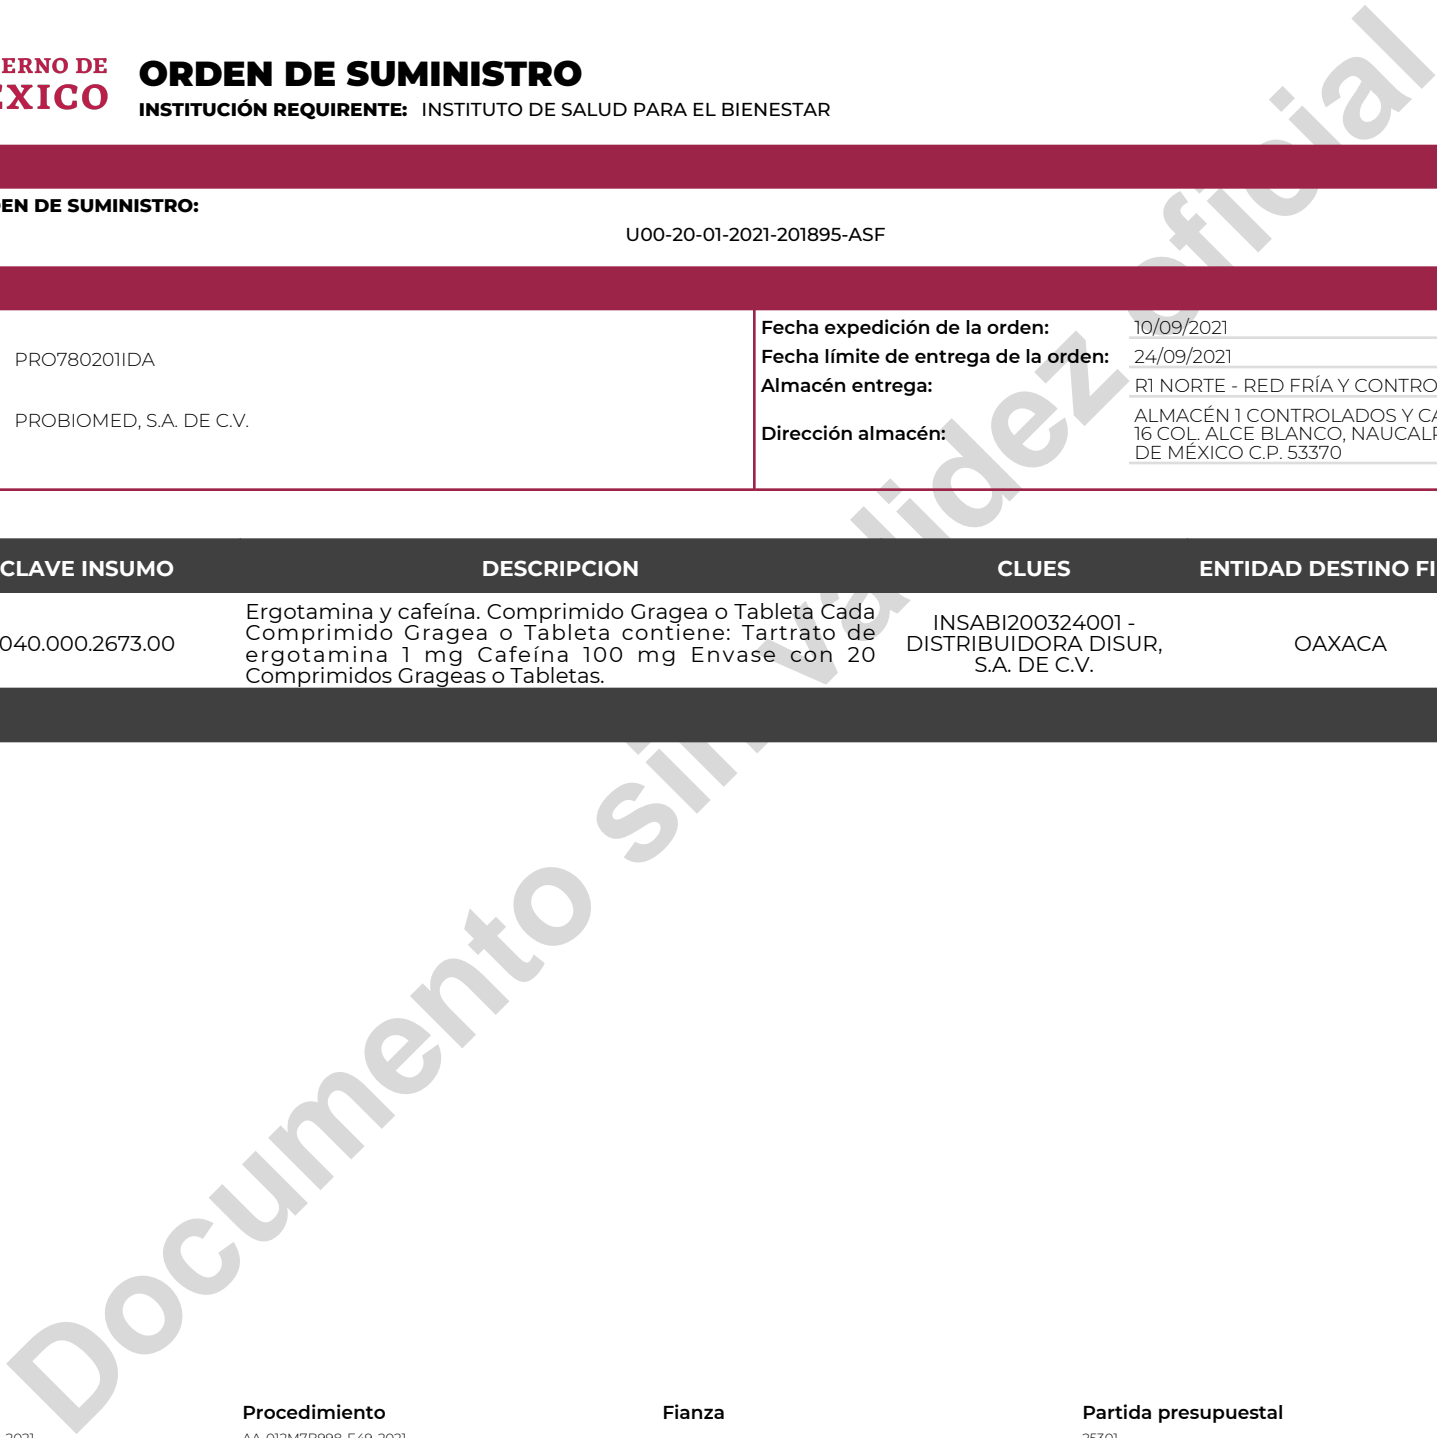 ERNO DE
ÉXICO
ORDEN DE SUMINISTRO
INSTITUCIÓN REQUIRENTE: INSTITUTO DE SALUD PARA EL BIENESTAR
EN DE SUMINISTRO:
U00-20-01-2021-201895-ASF
PRO780201IDA
PROBIOMED, S.A. DE C.V.
Fecha expedición de la orden: 10/09/2021
Fecha límite de entrega de la orden: 24/09/2021
Almacén entrega: R1 NORTE - RED FRÍA Y CONTRO
Dirección almacén: ALMACÉN 1 CONTROLADOS Y CA
16 COL. ALCE BLANCO, NAUCALP
DE MÉXICO C.P. 53370
CLAVE INSUMO DESCRIPCION CLUES ENTIDAD DESTINO FI
040.000.2673.00
Ergotamina y cafeína. Comprimido Gragea o Tableta Cada
Comprimido Gragea o Tableta contiene: Tartrato de
ergotamina 1 mg Cafeína 100 mg Envase con 20
Comprimidos Grageas o Tabletas.
INSABI200324001 -
DISTRIBUIDORA DISUR,
S.A. DE C.V.
OAXACA
Documento sin validez oficial
Procedimiento Fianza Partida presupuestal